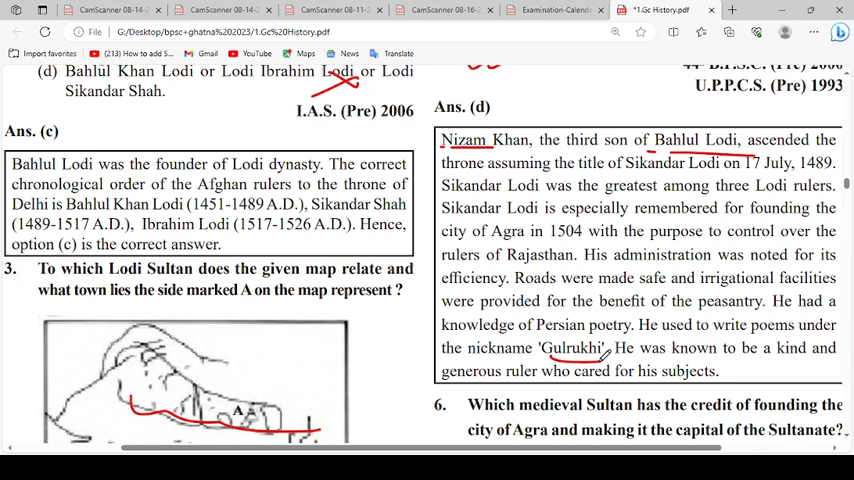 CamScanner 08-14-2
CamScanner 08-14-2
CamScanner 08-11-2
CamScanner 08-16-2
Examination-Calende
*1.Gc History.pdf
File | G:/Desktop/bpsc+ghatna%202023/1.Gc%20History.pdf
Import favorites
(213) How to add S...
Gmail
YouTube
Maps
News
Translate
(d) Bahlul Khan Lodi or Lodi Ibrahim Lodi or Lodi
Sikandar Shah.
I.A.S. (Pre) 2006
Ans. (c)
Bahlul Lodi was the founder of Lodi dynasty. The correct
chronological order of the Afghan rulers to the throne of
Delhi is Bahlul Khan Lodi (1451-1489 A.D.), Sikandar Shah
(1489-1517 A.D.), Ibrahim Lodi (1517-1526 A.D.). Hence,
option (c) is the correct answer.
3. To which Lodi Sultan does the given map relate and
what town lies the side marked A on the map represent ?
A
U.P.P.C.S. (Pre) 1993
Ans. (d)
Nizam Khan, the third son of Bahlul Lodi, ascended the
throne assuming the title of Sikandar Lodi on 17 July, 1489.
Sikandar Lodi was the greatest among three Lodi rulers.
Sikandar Lodi is especially remembered for founding the
city of Agra in 1504 with the purpose to control over the
rulers of Rajasthan. His administration was noted for its
efficiency. Roads were made safe and irrigational facilities
were provided for the benefit of the peasantry. He had a
knowledge of Persian poetry. He used to write poems under
the nickname 'Gulrukhi'. He was known to be a kind and
generous ruler who cared for his subjects.
6. Which medieval Sultan has the credit of founding the
city of Agra and making it the capital of the Sultanate?